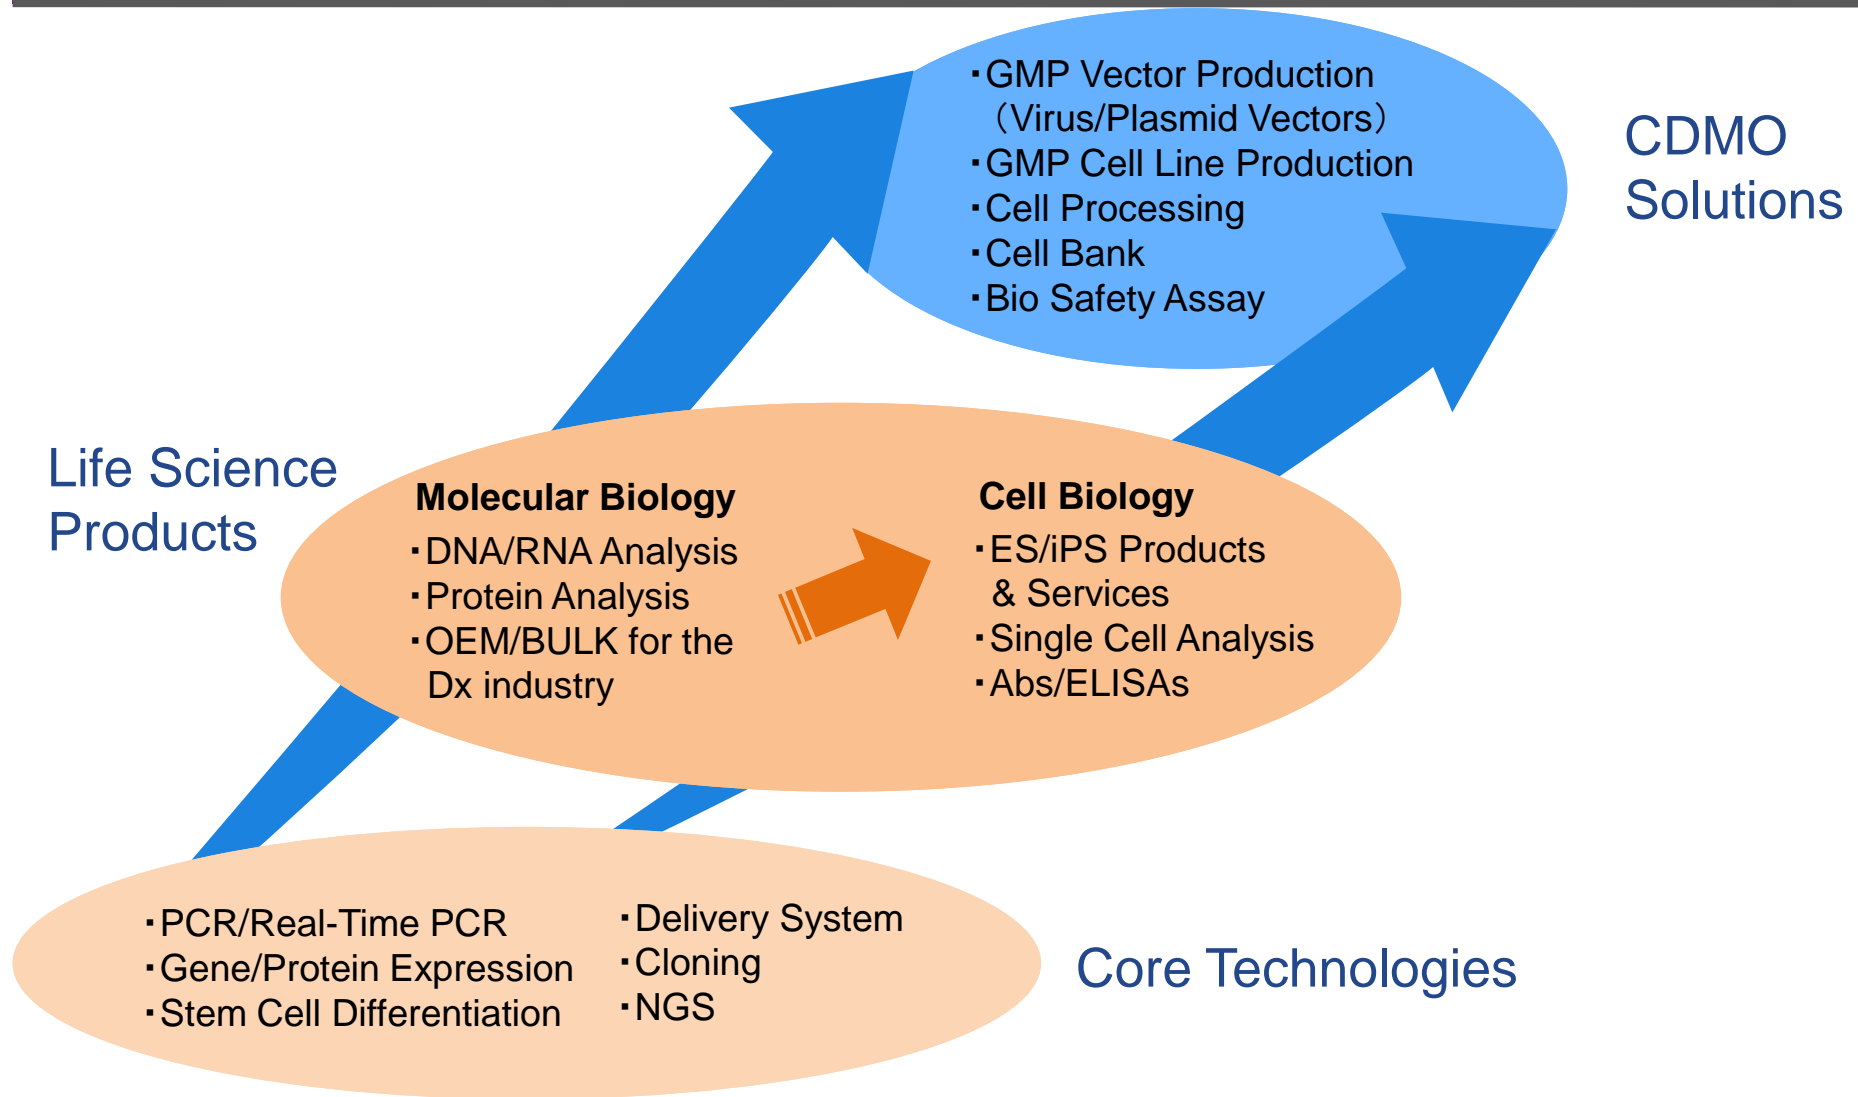 ・GMP Vector Production
（Virus/Plasmid Vectors）
・GMP Cell Line Production
・Cell Processing
・Cell Bank
・Bio Safety Assay
CDMO
Solutions
Life Science
Products
Molecular Biology
・DNA/RNA Analysis
・Protein Analysis
・OEM/BULK for the
Dx industry
Cell Biology
・ES/iPS Products
& Services
・Single Cell Analysis
・Abs/ELISAs
・PCR/Real-Time PCR
・Gene/Protein Expression
・Stem Cell Differentiation
・Delivery System
・Cloning
・NGS
Core Technologies